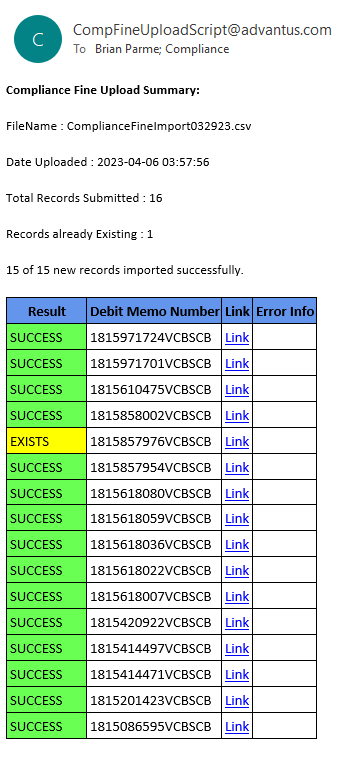 C
CompFineUploadScript@advantus.com
To Brian Parme; Compliance
Compliance Fine Upload Summary:
FileName : ComplianceFineImport032923.csv
Date Uploaded : 2023-04-06 03:57:56
Total Records Submitted : 16
Records already Existing : 1
15 of 15 new records imported successfully.
Result Debit Memo Number Link Error Info
SUCCESS 1815971724VCBSCB Link
SUCCESS 1815971701VCBSCB Link
SUCCESS 1815610475VCBSCB Link
SUCCESS 1815858002VCBSCB Link
EXISTS 1815857976VCBSCB Link
SUCCESS 1815857954VCBSCB Link
SUCCESS 1815618080VCBSCB Link
SUCCESS 1815618059VCBSCB Link
SUCCESS 1815618036VCBSCB Link
SUCCESS 1815618022VCBSCB Link
SUCCESS 1815618007VCBSCB Link
SUCCESS 1815420922VCBSCB Link
SUCCESS 1815414497VCBSCB Link
SUCCESS 1815414471VCBSCB Link
SUCCESS 1815201423VCBSCB Link
SUCCESS 1815086595VCBSCB Link